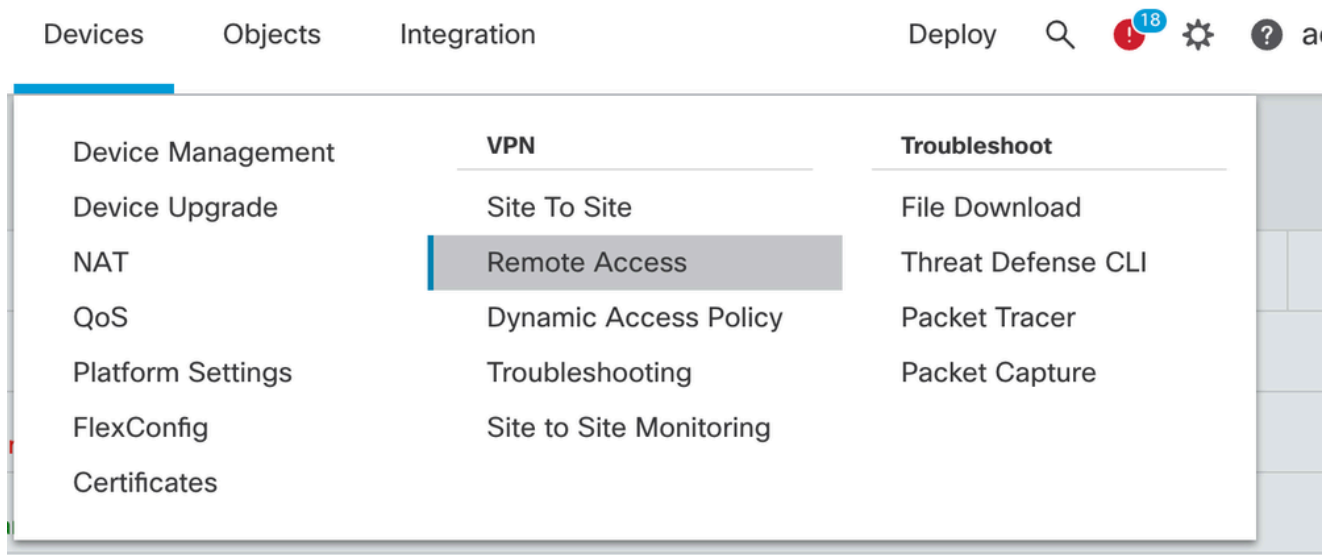 Devices Objects Integration Deploy 18 ?
Device Management
Device Upgrade
NAT
QoS
Platform Settings
FlexConfig
Certificates
VPN
Site To Site
Remote Access
Dynamic Access Policy
Troubleshooting
Site to Site Monitoring
Troubleshoot
File Download
Threat Defense CLI
Packet Tracer
Packet Capture